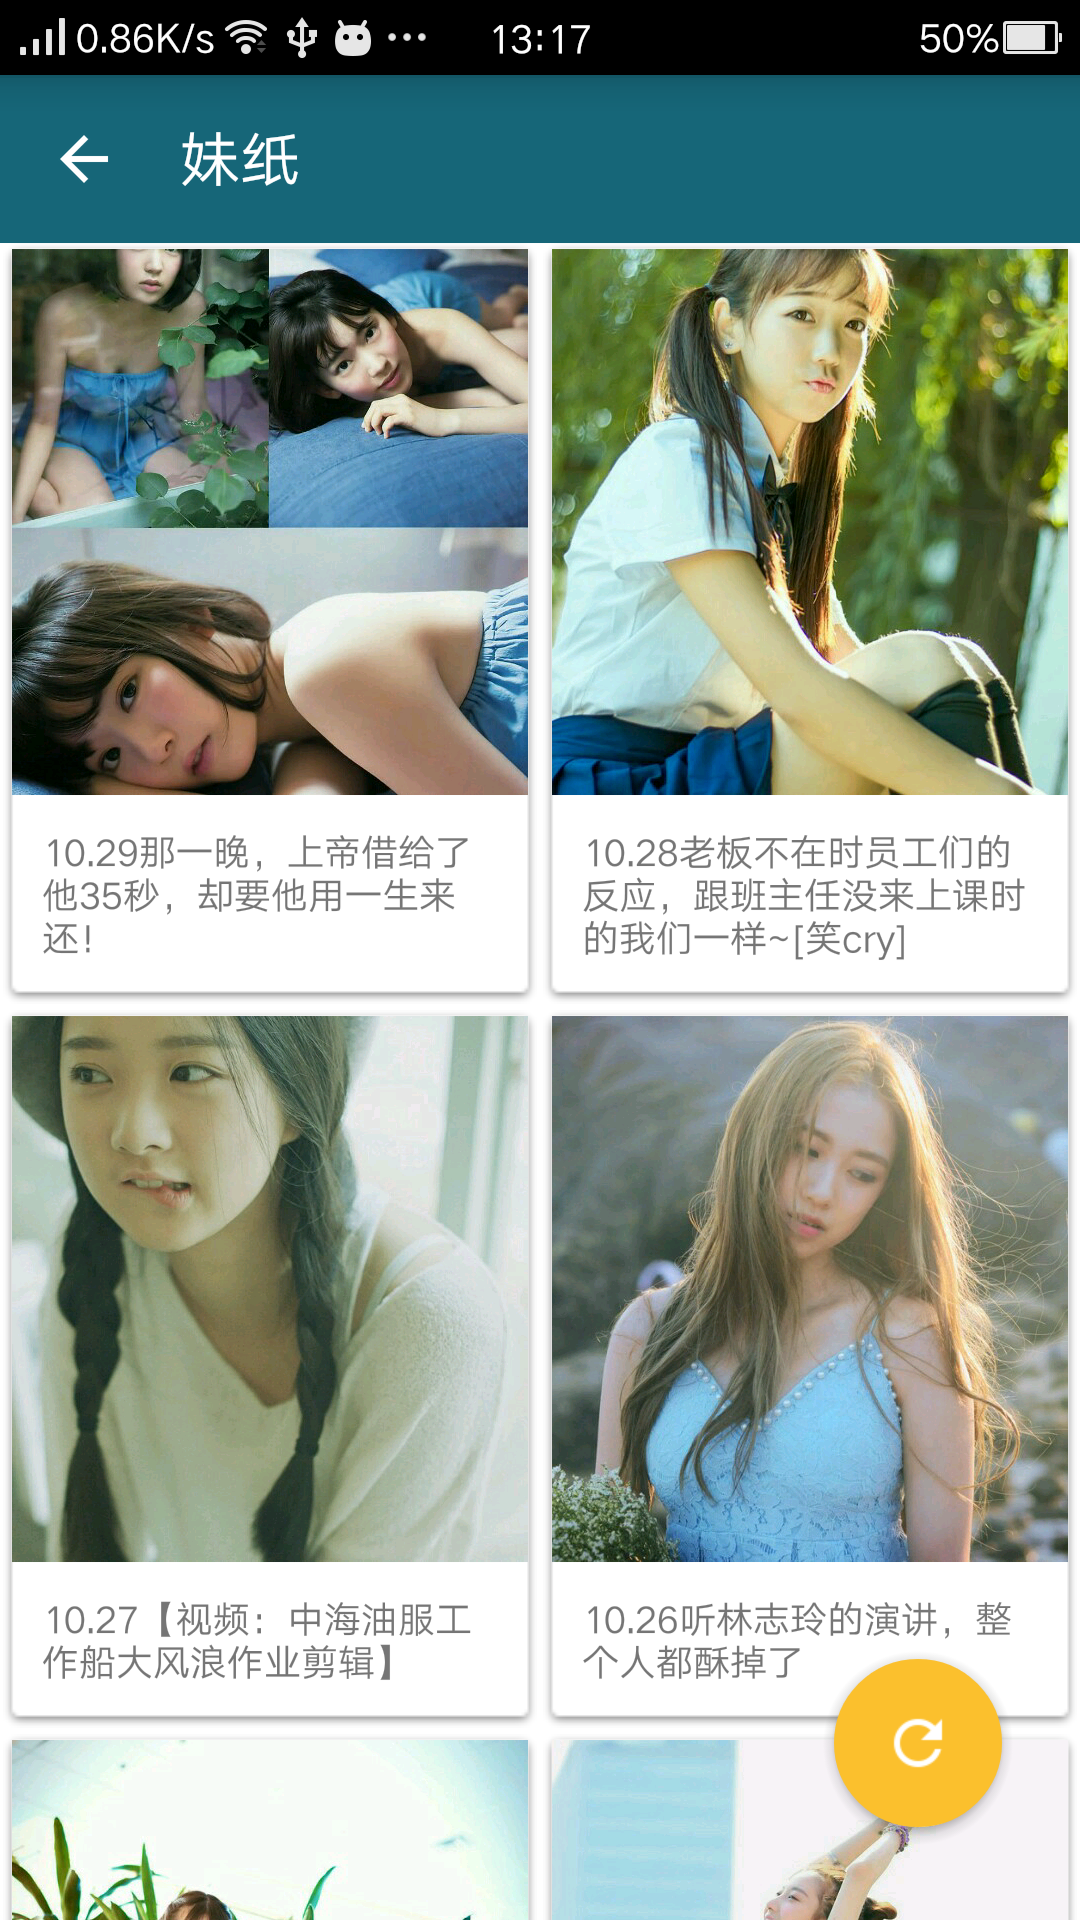 0.86K/s 13:17 50%
妹纸
10.29那一晚，上帝借给了
他35秒，却要他用一生来
还！
10.28老板不在时员工们的
反应，跟班主任没来上课时
的我们一样~[笑cry]
10.27【视频：中海油服工
作船大风浪作业剪辑】
10.26听林志玲的演讲，整
个人都酥掉了